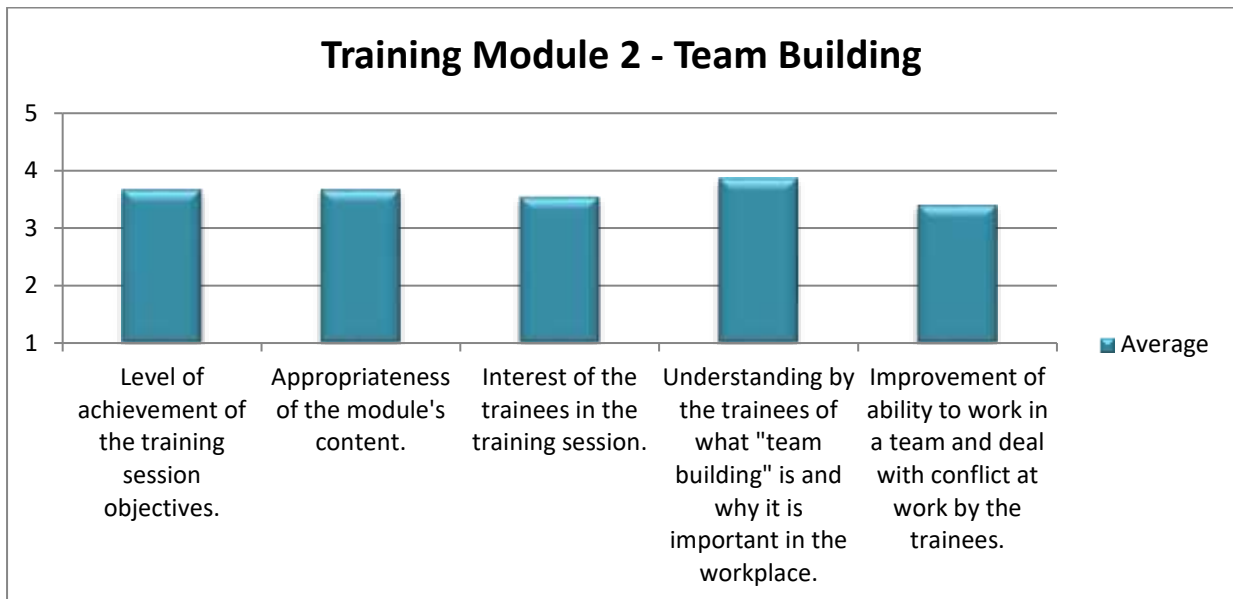 Training Module 2 - Team Building
5
4
3
2
1
Level of
achievement of
the training
session
objectives.
Appropriateness
of the module's
content.
Interest of the
trainees in the
training session.
Understanding by
the trainees of
what "team
building" is and
why it is
important in the
workplace.
Improvement of
ability to work in
a team and deal
with conflict at
work by the
trainees.
Average